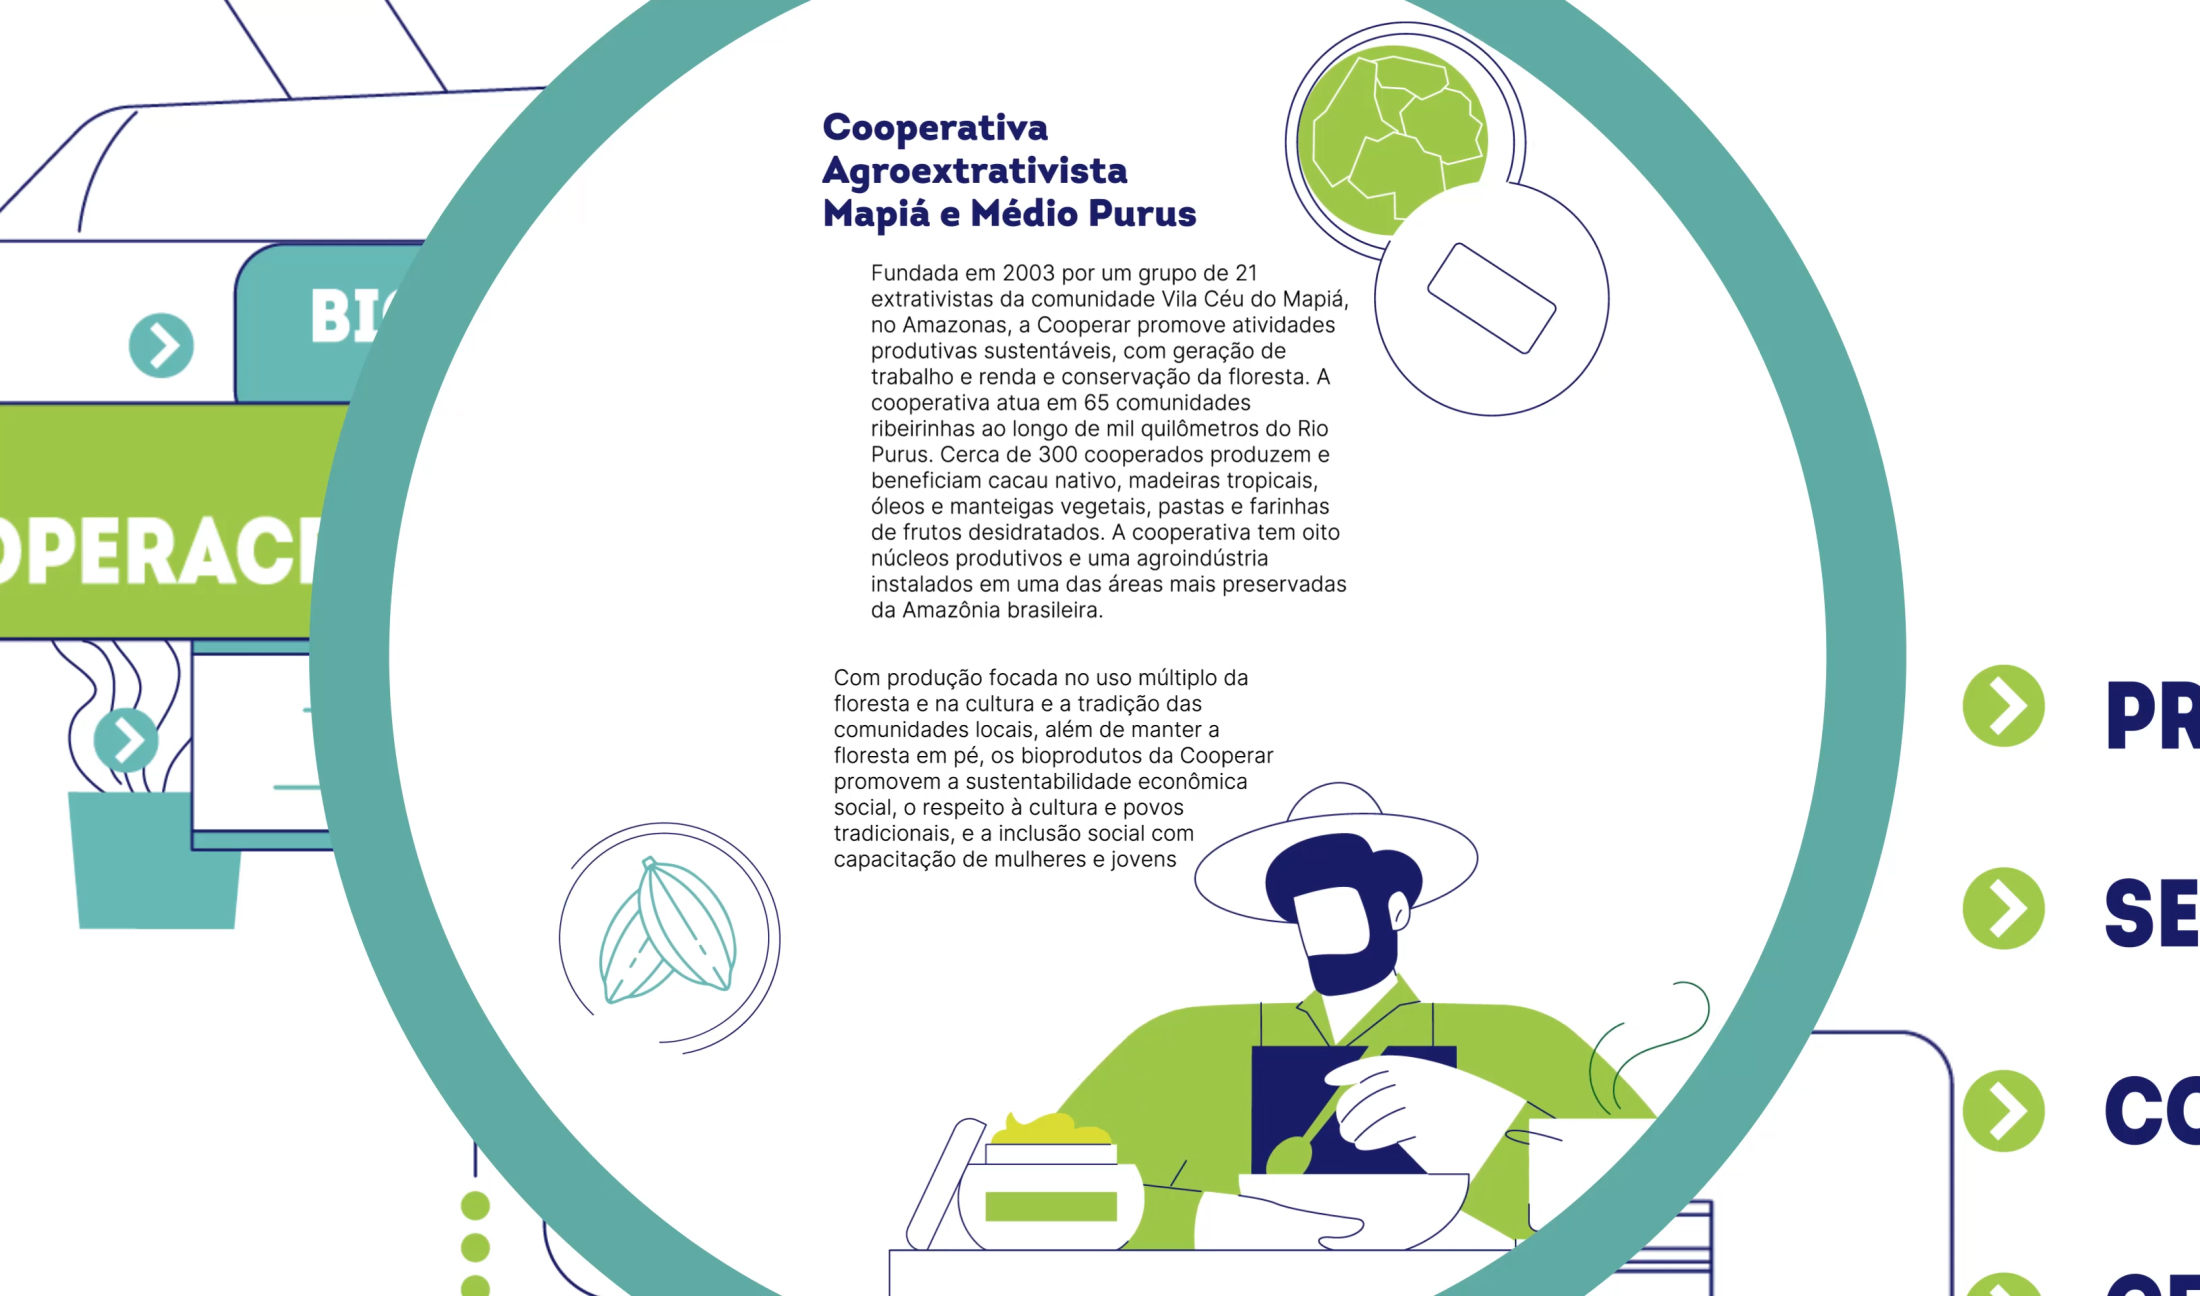 Cooperativa
Agroextrativista
Mapiá e Médio Purus
Fundada em 2003 por um grupo de 21
extrativistas da comunidade Vila Céu do Mapiá,
no Amazonas, a Cooperar promove atividades
produtivas sustentáveis, com geração de
trabalho e renda e conservação da floresta. A
cooperativa atua em 65 comunidades
ribeirinhas ao longo de mil quilômetros do Rio
Purus. Cerca de 300 cooperados produzem e
beneficiam cacau nativo, madeiras tropicais,
óleos e manteigas vegetais, pastas e farinhas
de frutos desidratados. A cooperativa tem oito
núcleos produtivos e uma agroindústria
instalados em uma das áreas mais preservadas
da Amazônia brasileira.
Com produção focada no uso múltiplo da
floresta e na cultura e a tradição das
comunidades locais, além de manter a
floresta em pé, os bioprodutos da Cooperar
promovem a sustentabilidade econômica
social, o respeito à cultura e povos
tradicionais, e a inclusão social com
capacitação de mulheres e jovens
BIO
OPERAC
PR
SE
CO